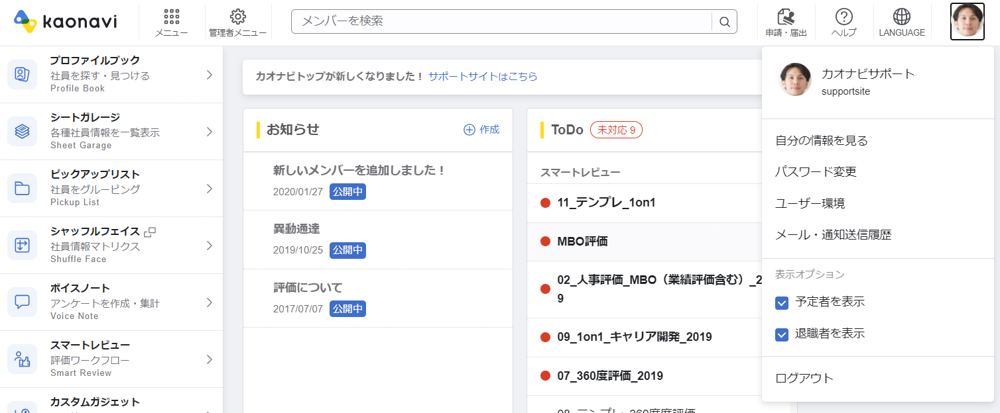 kaonavi
メニュー
管理者メニュー
メンバーを検索
申請・届出
ヘルプ
LANGUAGE
プロファイルブック
社員を探す・見つける
Profile Book
シートガレージ
各種社員情報を一覧表示
Sheet Garage
ピックアップリスト
社員をグルーピング
Pickup List
シャッフルフェイス
社員情報マトリクス
Shuffle Face
ボイスノート
アンケートを作成・集計
Voice Note
スマートレビュー
評価ワークフロー
Smart Review
カスタムガジェット
カオナビトップが新しくなりました! サポートサイトはこちら
お知らせ
作成
新しいメンバーを追加しました!
2020/01/27 公開中
異動通達
2019/10/25 公開中
評価について
2017/07/07 公開中
ToDo 未対応 9
スマートレビュー
11_テンプレ_1on1
MBO評価
02_人事評価_MBO（業績評価含む）_2
9
09_1on1_キャリア開発_2019
07_360度評価_2019
カオナビサポート
supportsite
自分の情報を見る
パスワード変更
ユーザー環境
メール・通知送信履歴
表示オプション
予定者を表示
退職者を表示
ログアウト